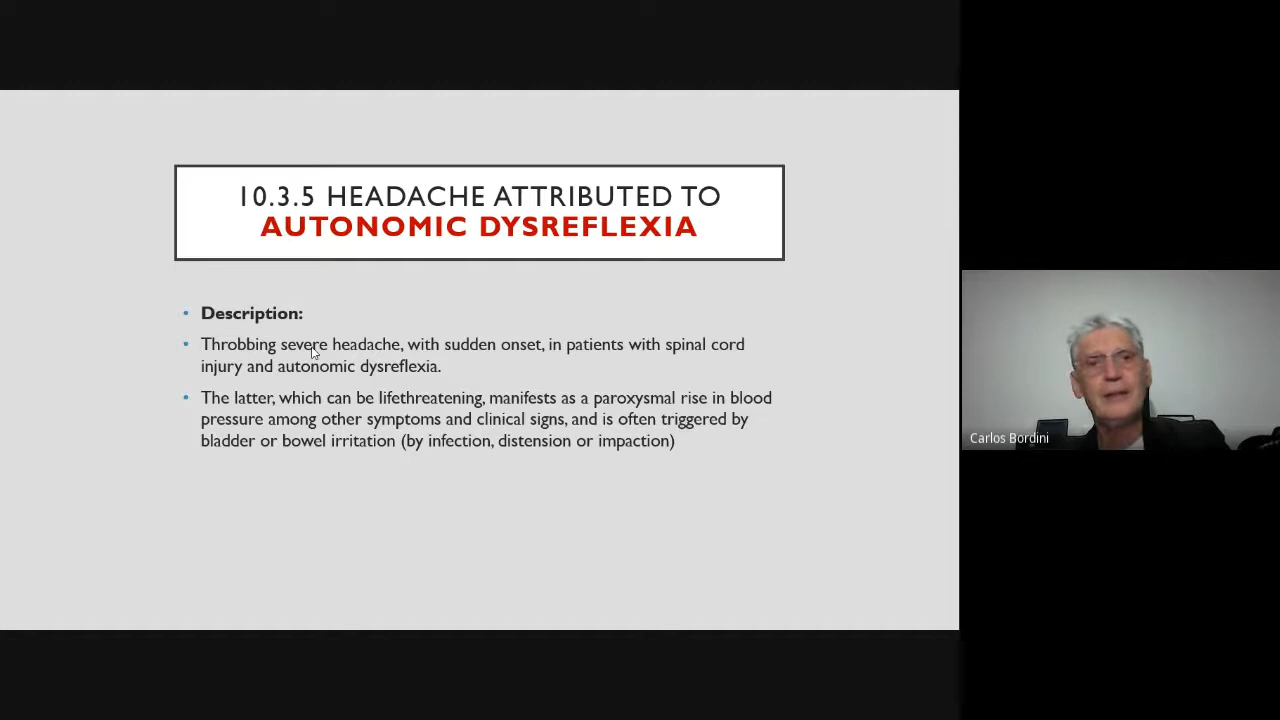 10.3.5 HEADACHE ATTRIBUTED TO
AUTONOMIC DYSREFLEXIA
• Description:
• Throbbing severe headache, with sudden onset, in patients with spinal cord
injury and autonomic dysreflexia.
• The latter, which can be lifethreatening, manifests as a paroxysmal rise in blood
pressure among other symptoms and clinical signs, and is often triggered by
bladder or bowel irritation (by infection, distension or impaction)
Carlos Bordini